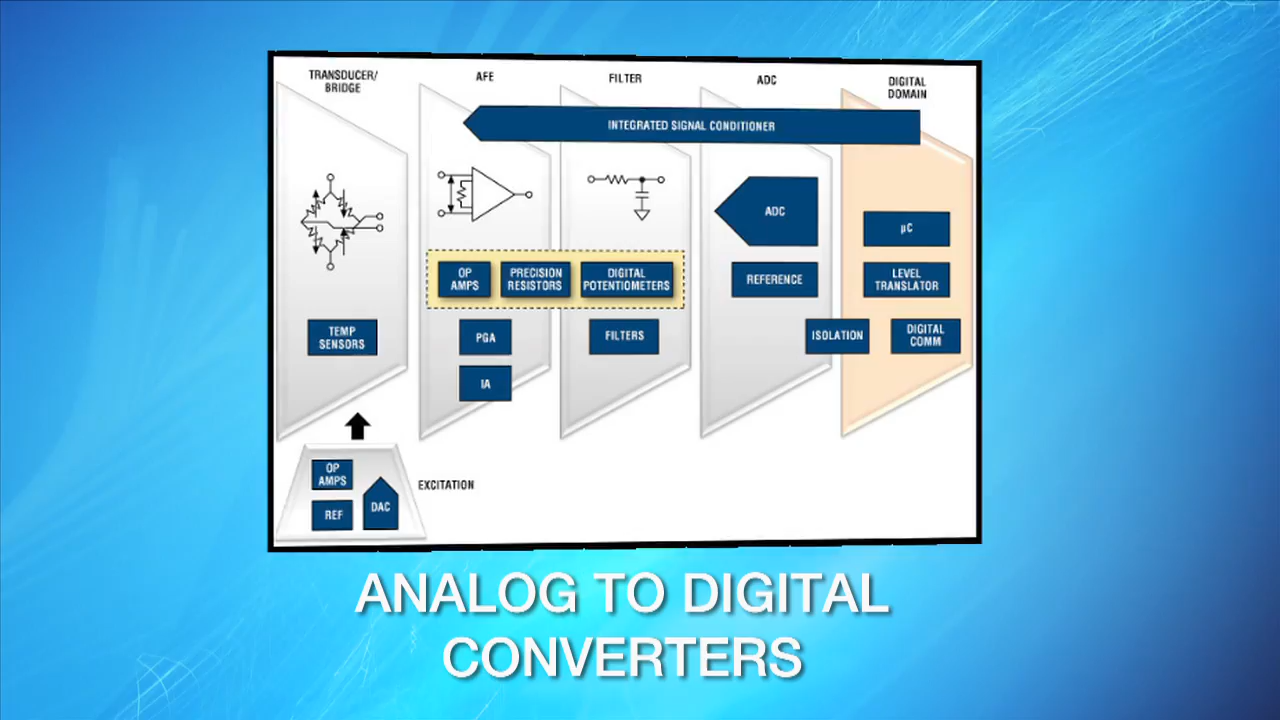 TRANSDUCER/
BRIDGE
AFE
FILTER
ADC
DIGITAL
DOMAIN
INTEGRATED SIGNAL CONDITIONER
ADC
µC
OP
AMPS
PRECISION
RESISTORS
DIGITAL
POTENTIOMETERS
REFERENCE
LEVEL
TRANSLATOR
TEMP
SENSORS
PGA
FILTERS
ISOLATION
DIGITAL
COMM
IA
OP
AMPS
REF
DAC
EXCITATION
ANALOG TO DIGITAL
CONVERTERS